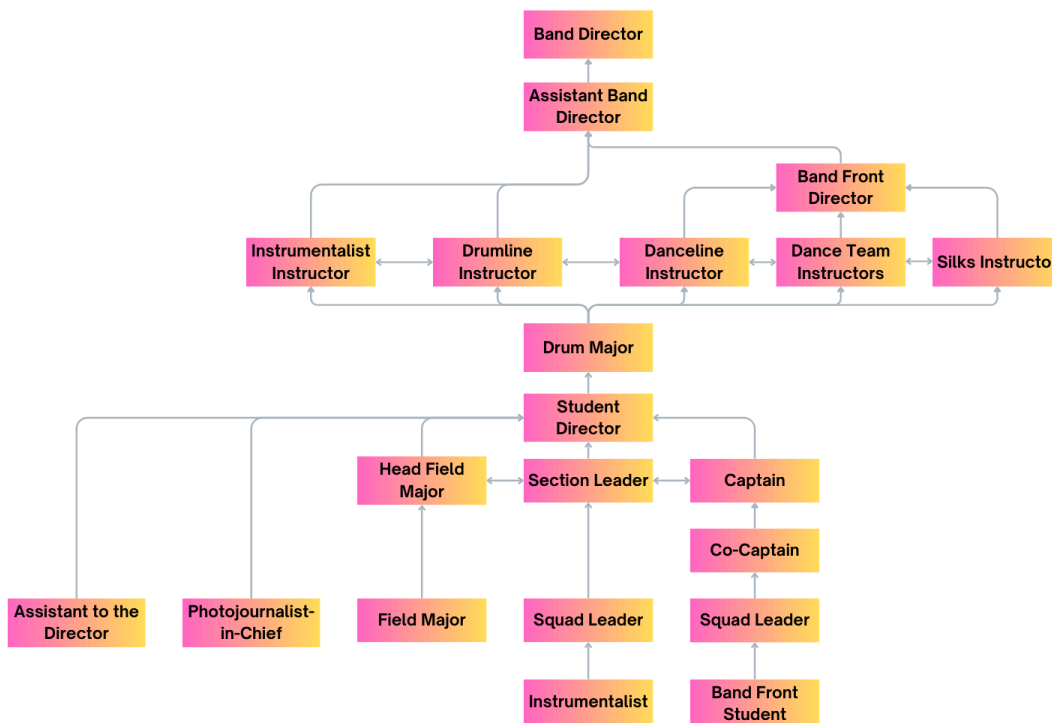 Band Director
Assistant Band
Director
Band Front
Director
Instrumentalist
Instructor
Drumline
Instructor
Danceline
Instructor
Dance Team
Instructors
Silks Instructo
Drum Major
Student
Director
Head Field
Major
Section Leader
Captain
Co-Captain
Assistant to the
Director
Photojournalist-
in-Chief
Field Major
Squad Leader
Squad Leader
Instrumentalist
Band Front
Student